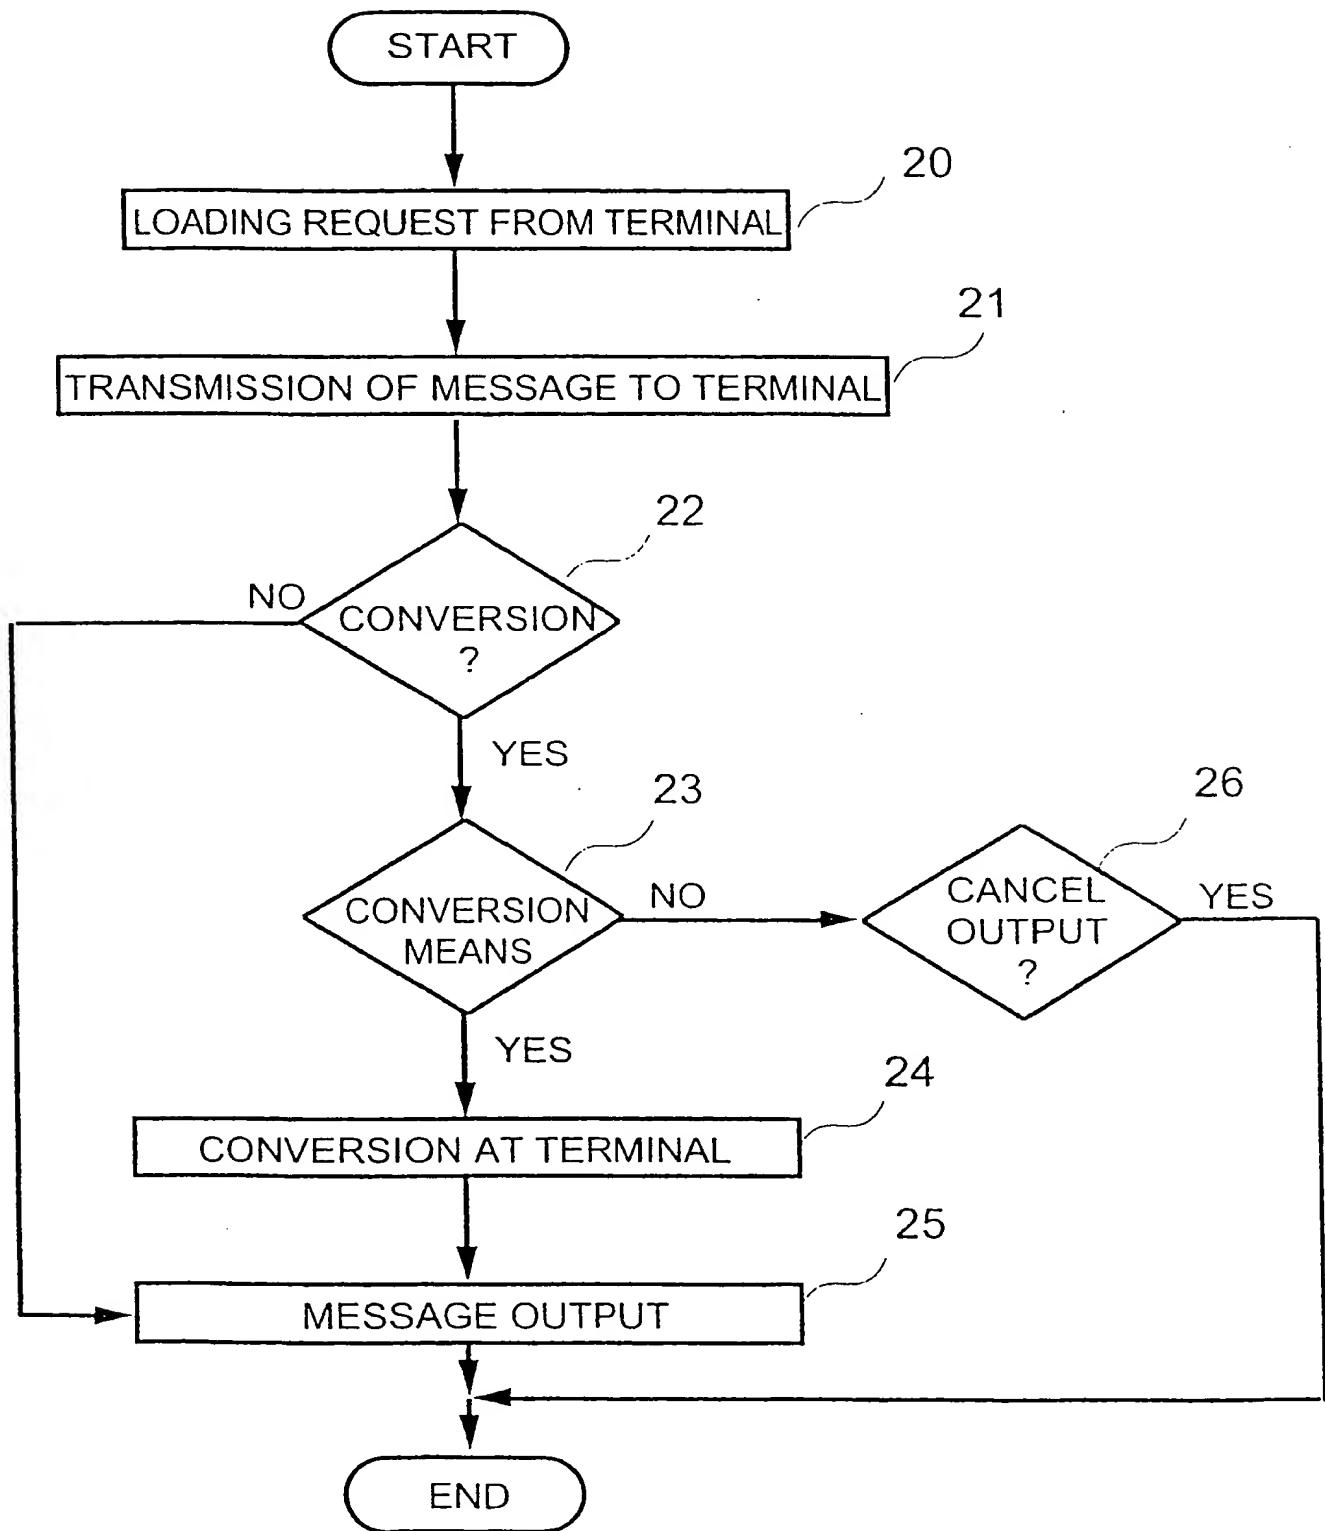 START
20
LOADING REQUEST FROM TERMINAL
21
TRANSMISSION OF MESSAGE TO TERMINAL
22
NO
CONVERSION
?
YES
23
26
CONVERSION
MEANS
NO
CANCEL
OUTPUT
?
YES
YES
24
CONVERSION AT TERMINAL
25
MESSAGE OUTPUT
END